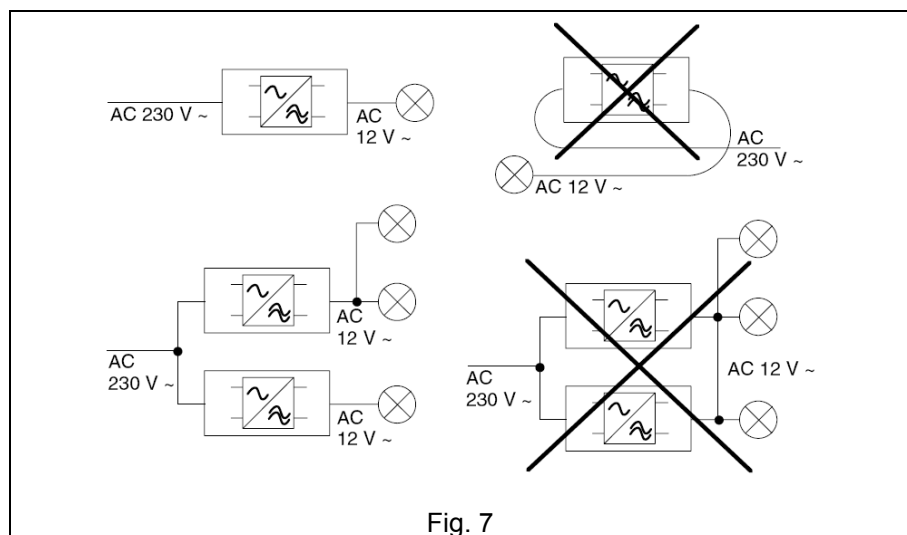 AC 230 V ~
AC
12 V ~
AC
230 V ~
AC 12 V ~
AC
12 V ~
AC
230 V ~
AC
12 V ~
AC 12 V ~
AC
230 V ~
Fig. 7